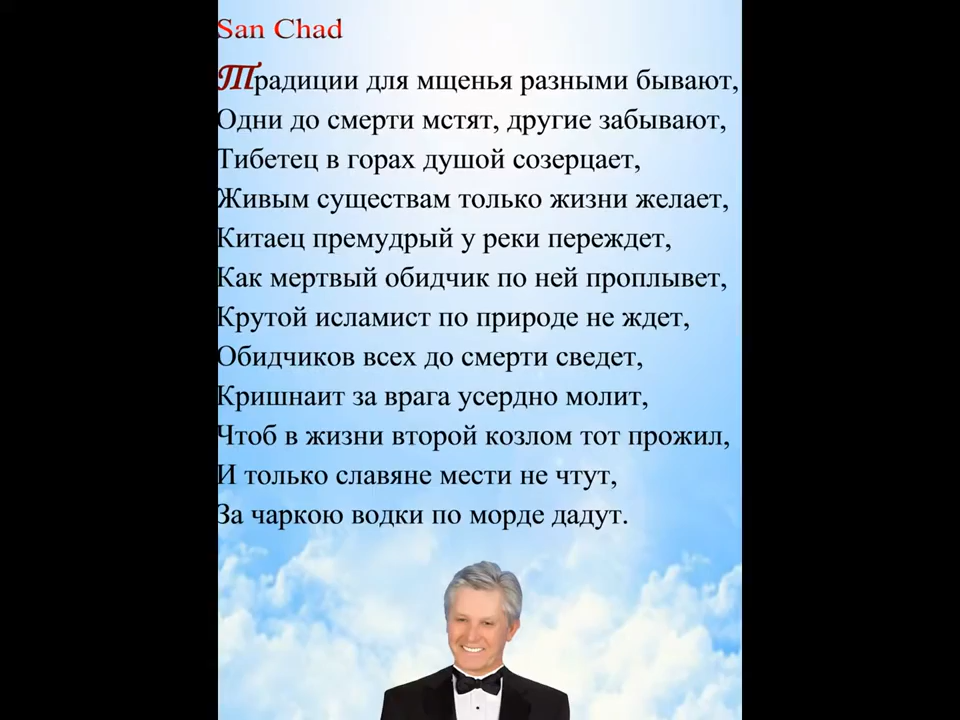 San Chad
Традиции для мщенья разными бывают,
Одни до смерти мстят, другие забывают,
Тибетец в горах душой созерцает,
Живым существам только жизни желает,
Китаец премудрый у реки переждет,
Как мертвый обидчик по ней проплывет,
Крутой исламист по природе не ждет,
Обидчиков всех до смерти сведет,
Кришнаит за врага усердно молит,
Чтоб в жизни второй козлом тот прожил,
И только славяне мести не чтут,
За чаркою водки по морде дадут.